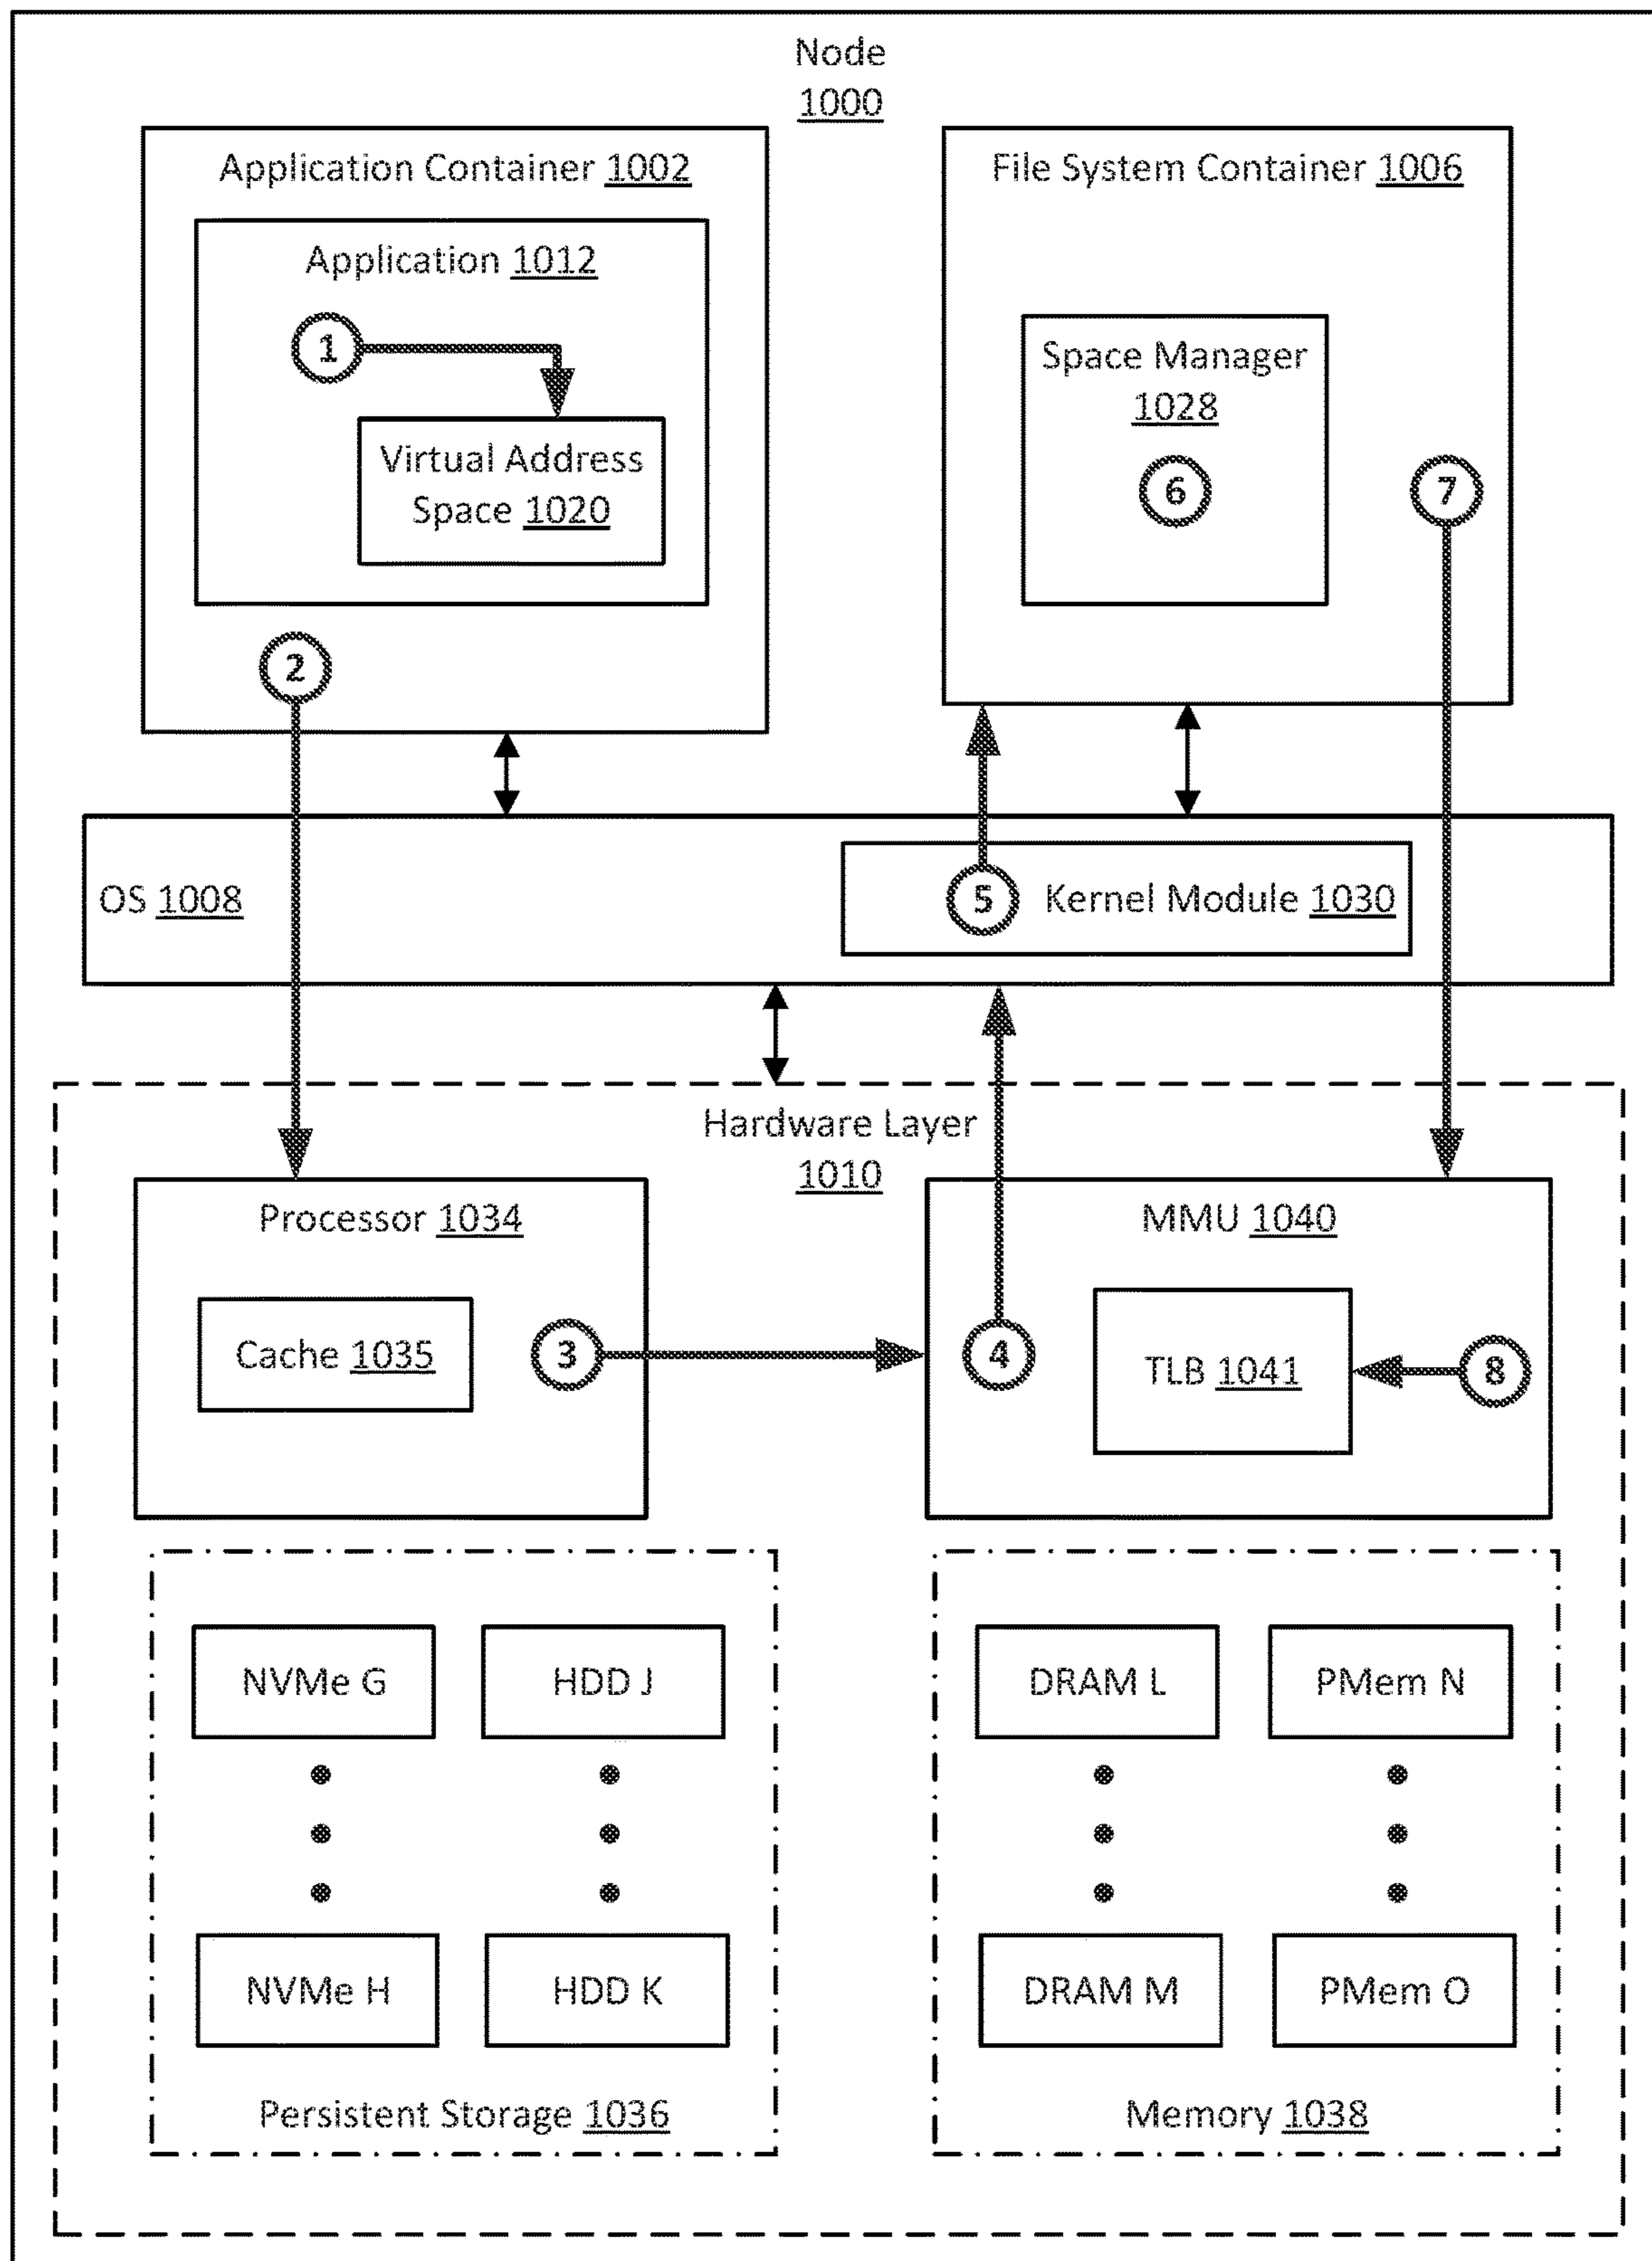 Node
1000
Application Container 1002
Application 1012
1
Virtual Address
Space 1020
2
File System Container 1006
Space Manager
1028
6
7
OS 1008
5
Kernel Module 1030
Hardware Layer
1010
Processor 1034
Cache 1035
3
MMU 1040
4
TLB 1041
8
NVMe G
HDD J
NVMe H
HDD K
Persistent Storage 1036
DRAM L
PMem N
DRAM M
PMem O
Memory 1038